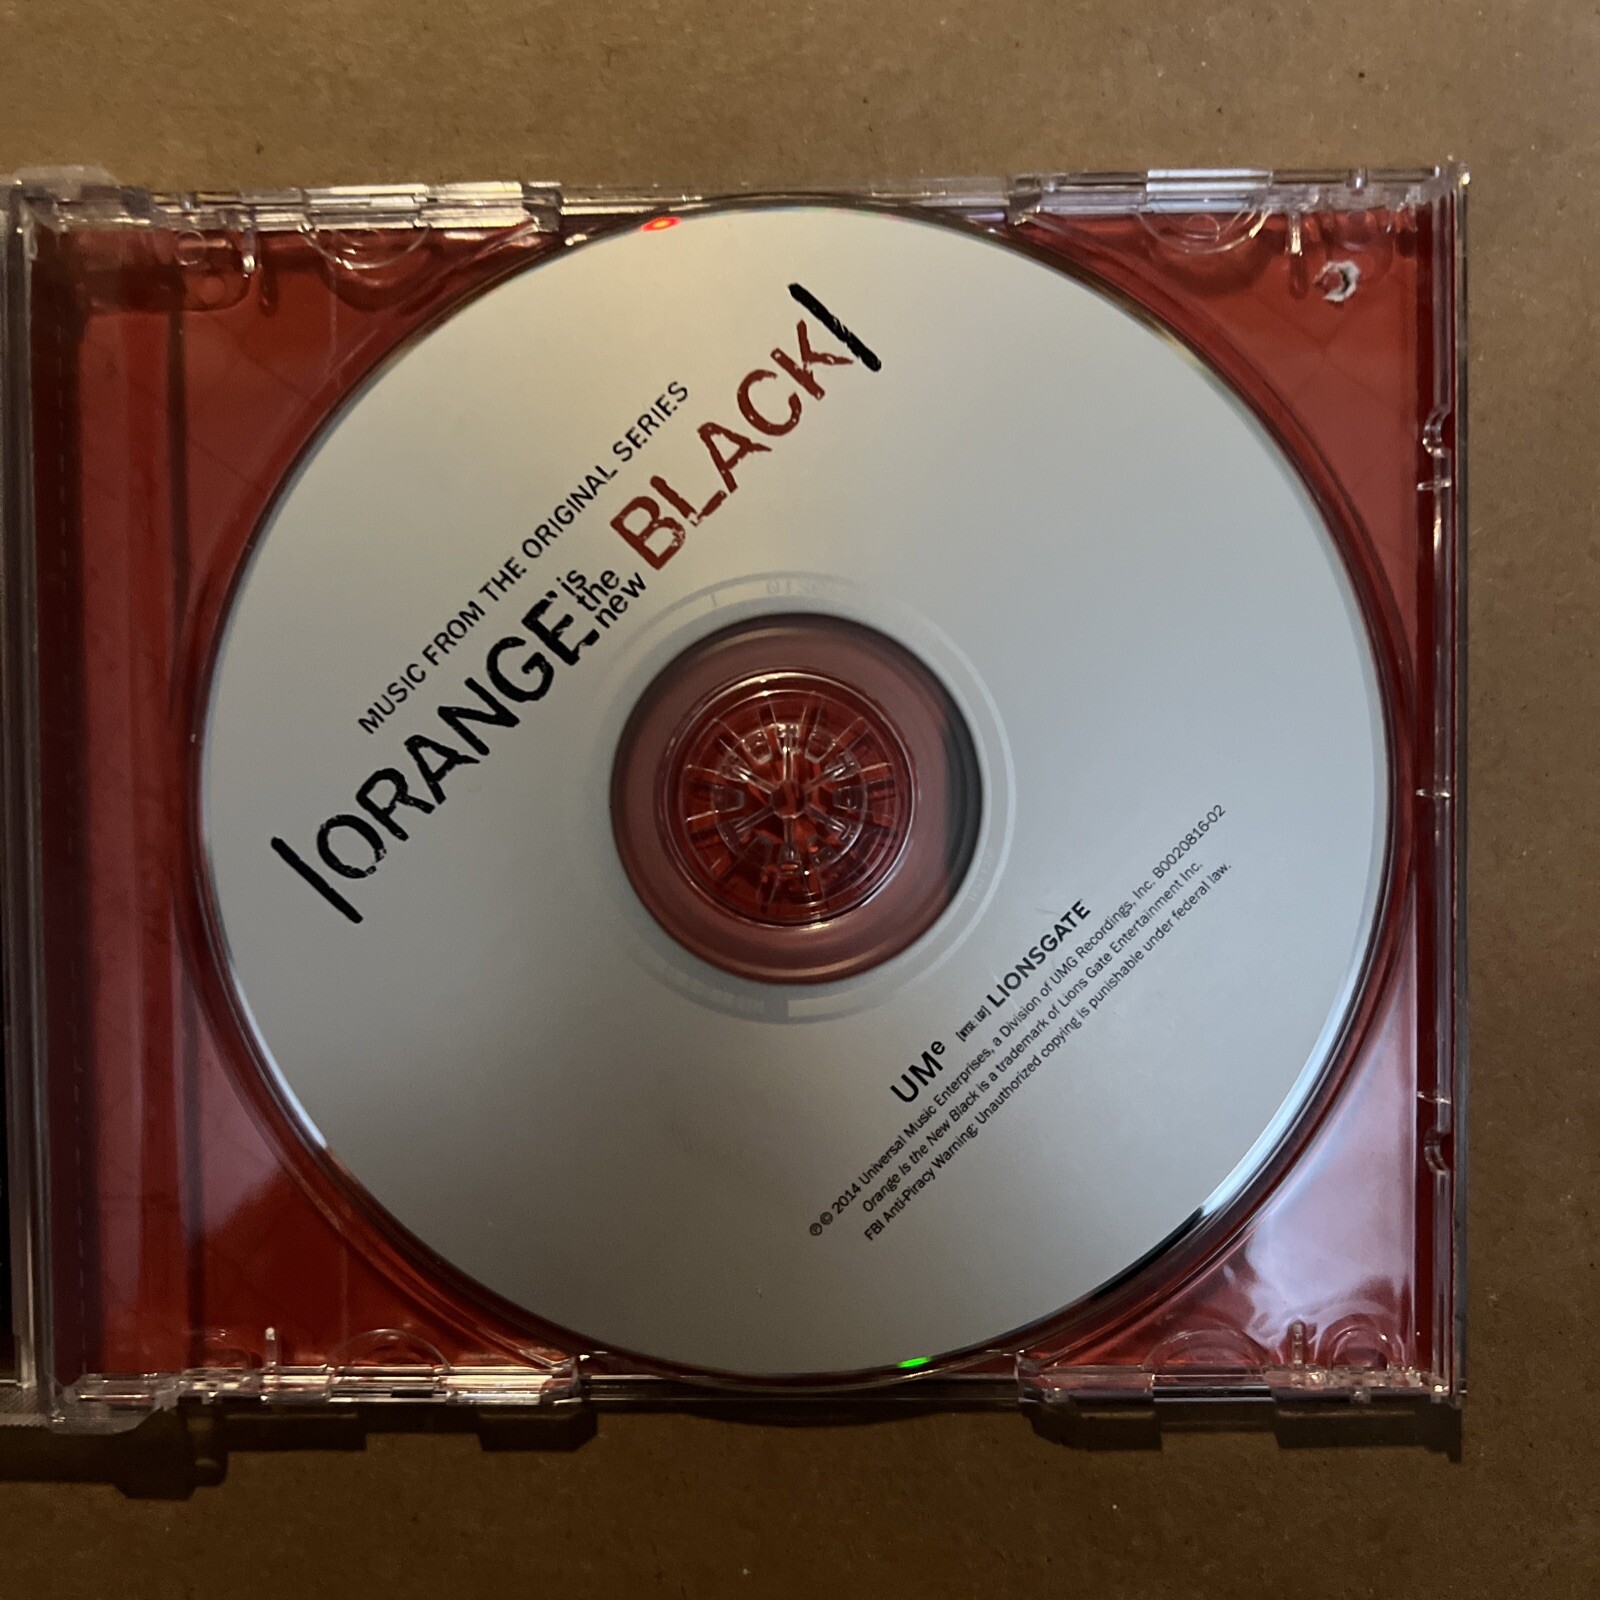 MUSIC FROM THE ORIGINAL SERIES
|ORANGE is the new BLACK|
UMe [NYSE: LGF] LIONSGATE
℗© 2014 Universal Music Enterprises, a Division of UMG Recordings, Inc. B0020816-02
Orange Is the New Black is a trademark of Lions Gate Entertainment Inc.
FBI Anti-Piracy Warning: Unauthorized copying is punishable under federal law.